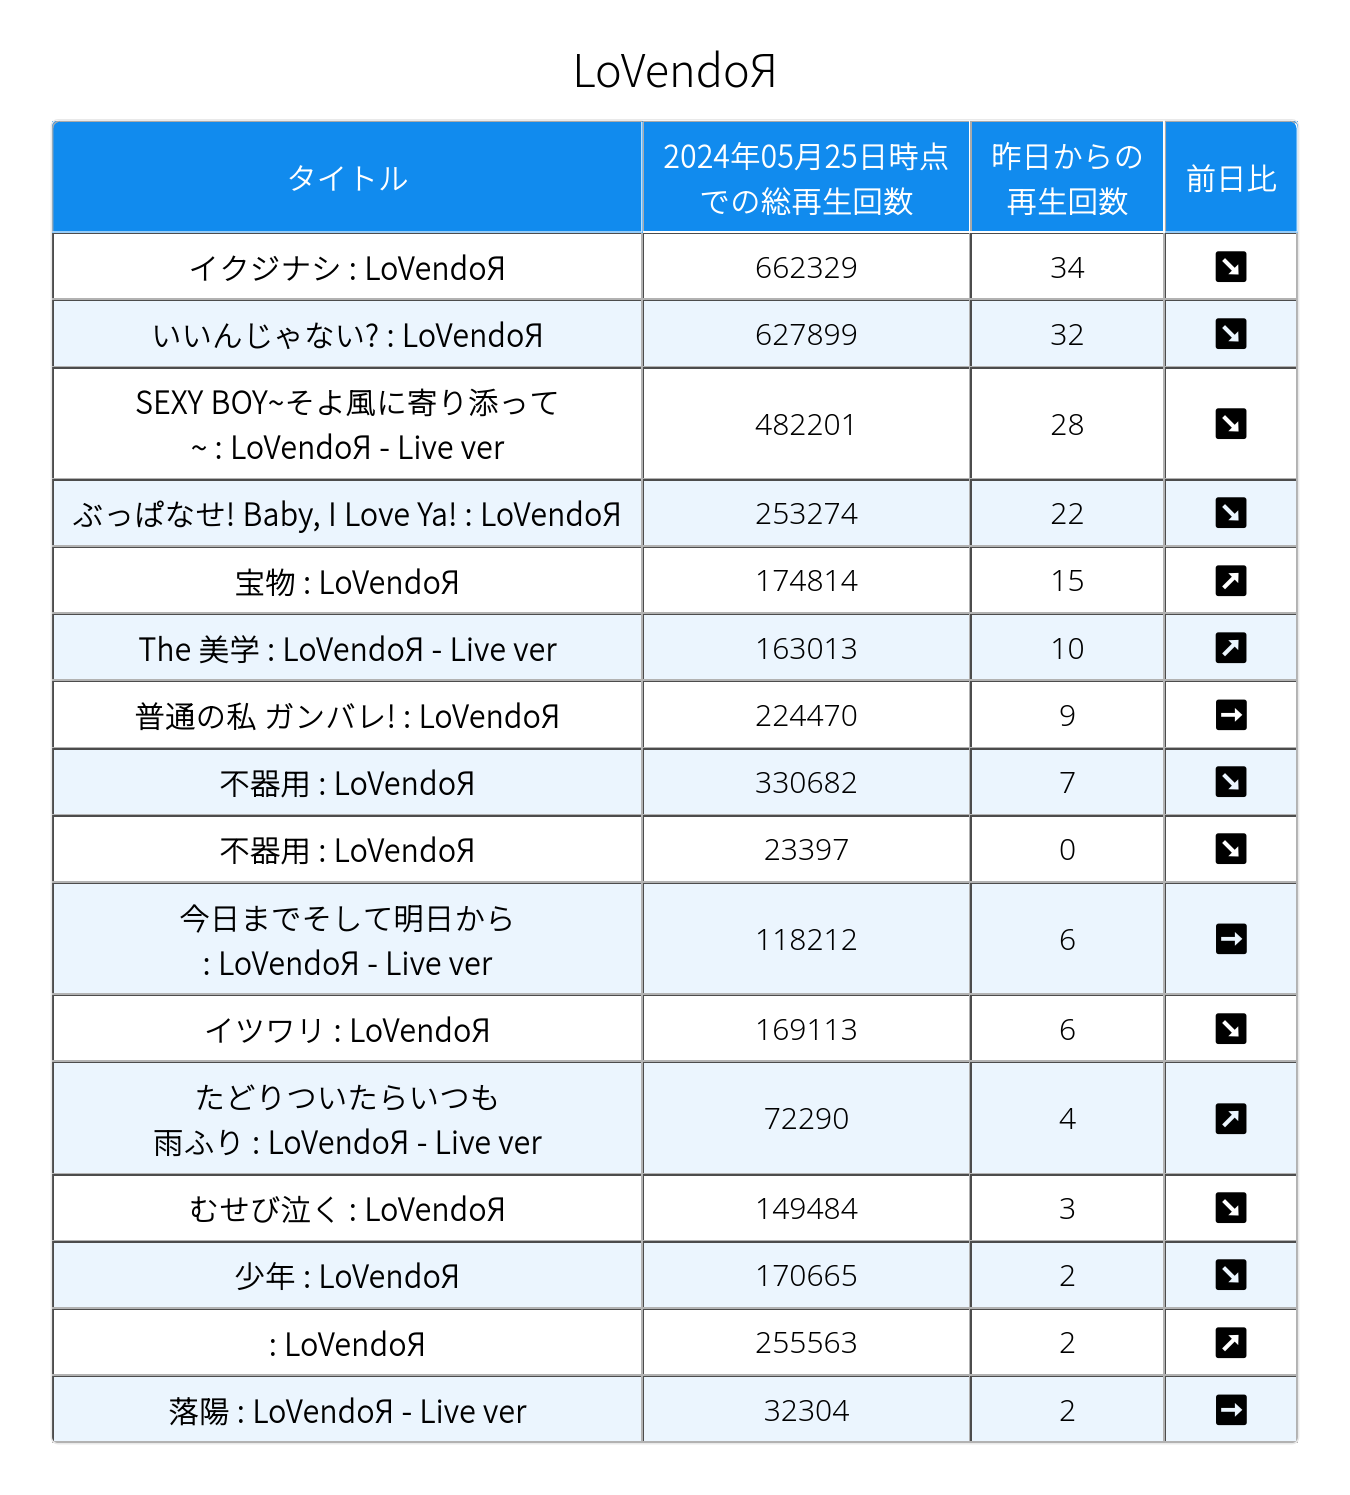 LoVendoЯ
タイトル
2024年05月25日時点
での総再生回数
昨日からの
再生回数
前日比
イクジナシ : LoVendoЯ
662329
34
いいんじゃない? : LoVendoЯ
627899
32
SEXY BOY~そよ風に寄り添って
~ : LoVendoЯ - Live ver
482201
28
ぶっぱなせ! Baby, I Love Ya! : LoVendoЯ
253274
22
宝物 : LoVendoЯ
174814
15
The 美学 : LoVendoЯ - Live ver
163013
10
普通の私 ガンバレ! : LoVendoЯ
224470
9
不器用 : LoVendoЯ
330682
7
不器用 : LoVendoЯ
23397
0
今日までそして明日から
: LoVendoЯ - Live ver
118212
6
イツワリ : LoVendoЯ
169113
6
たどりついたらいつも
雨ふり : LoVendoЯ - Live ver
72290
4
むせび泣く : LoVendoЯ
149484
3
少年 : LoVendoЯ
170665
2
: LoVendoЯ
255563
2
落陽 : LoVendoЯ - Live ver
32304
2